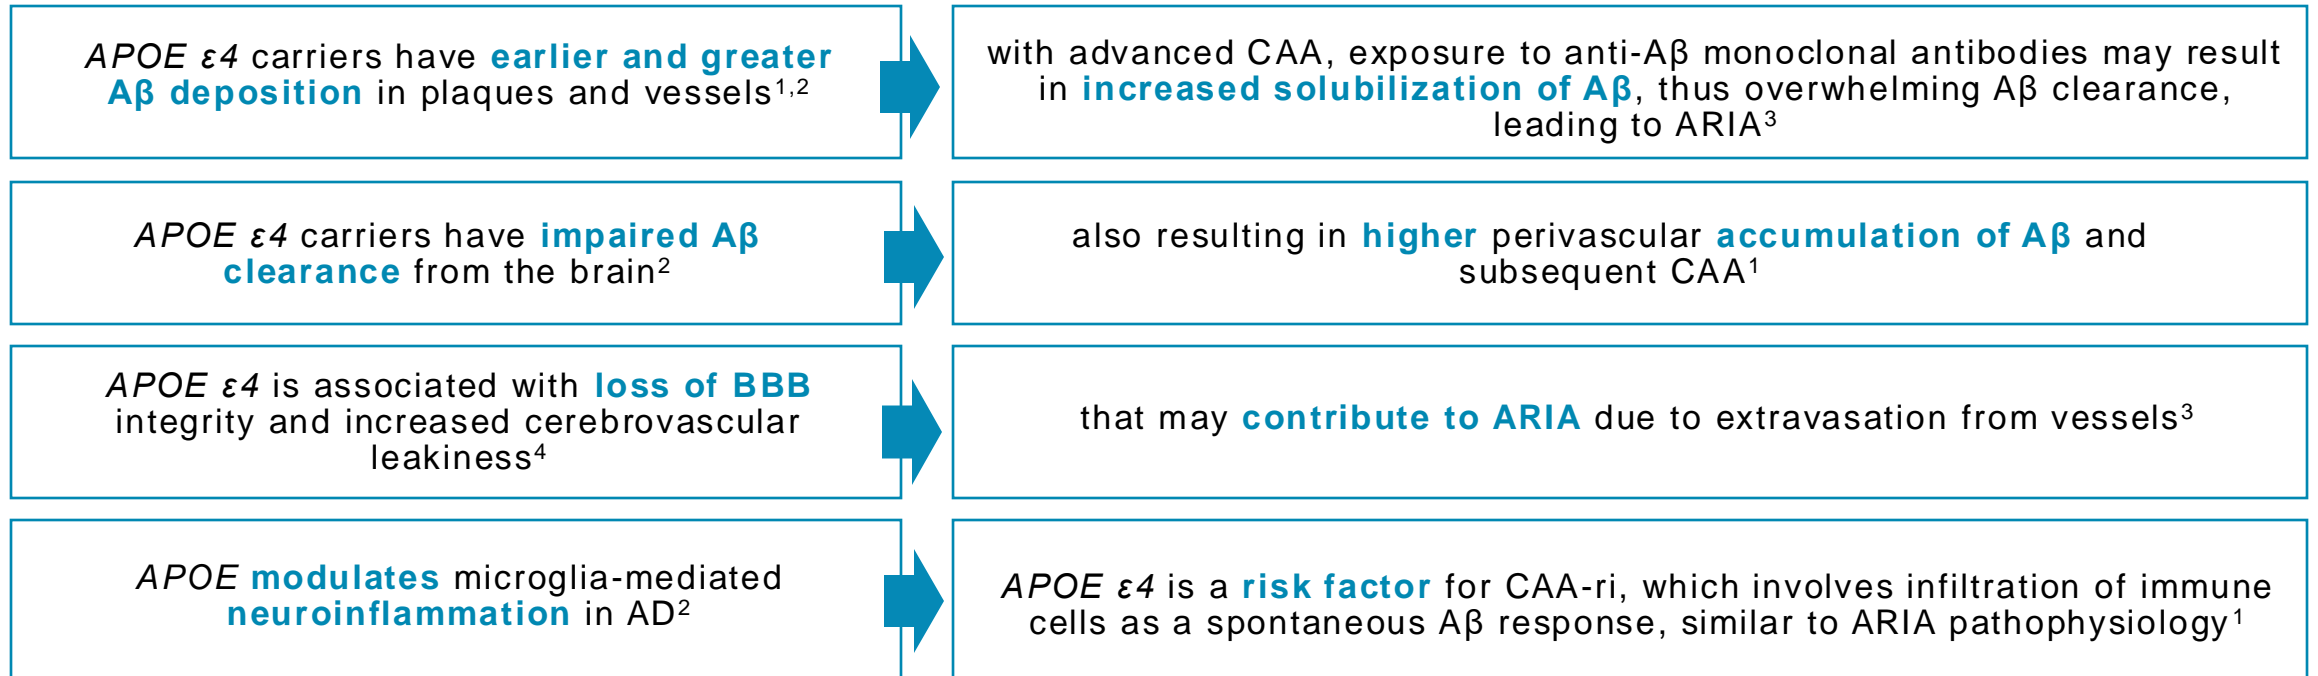 APOE ε4 carriers have earlier and greater
Aβ deposition in plaques and vessels¹,²
with advanced CAA, exposure to anti-Aβ monoclonal antibodies may result
in increased solubilization of Aβ, thus overwhelming Aβ clearance,
leading to ARIA³
APOE ε4 carriers have impaired Aβ
clearance from the brain²
also resulting in higher perivascular accumulation of Aβ and
subsequent CAA¹
APOE ε4 is associated with loss of BBB
integrity and increased cerebrovascular
leakiness⁴
that may contribute to ARIA due to extravasation from vessels³
APOE modulates microglia-mediated
neuroinflammation in AD²
APOE ε4 is a risk factor for CAA-ri, which involves infiltration of immune
cells as a spontaneous Aβ response, similar to ARIA pathophysiology¹